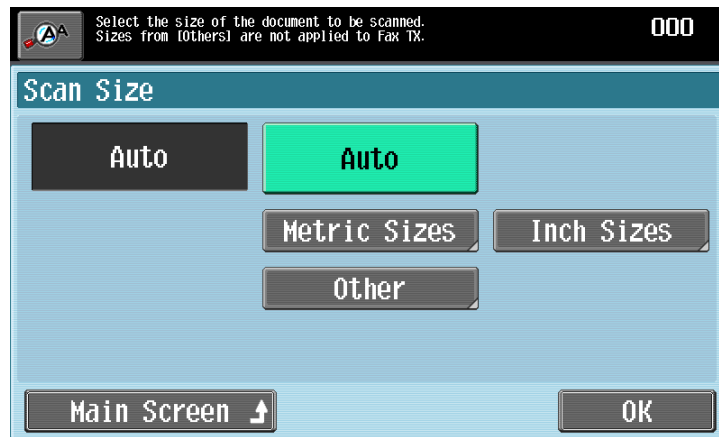 AA
Select the size of the document to be scanned.
Sizes from [Others] are not applied to Fax TX.
000
Scan Size
Auto
Auto
Metric Sizes
Inch Sizes
Other
Main Screen
OK